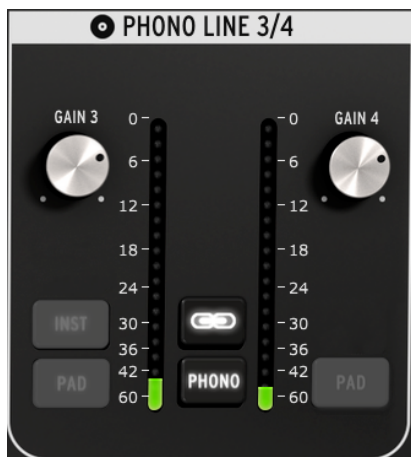 PHONO LINE 3/4
GAIN 3
GAIN 4
0 0
6 6
12 12
18 18
24 24
INST
30 30
36 36
PAD
42 PHONO 42
PAD
60 60